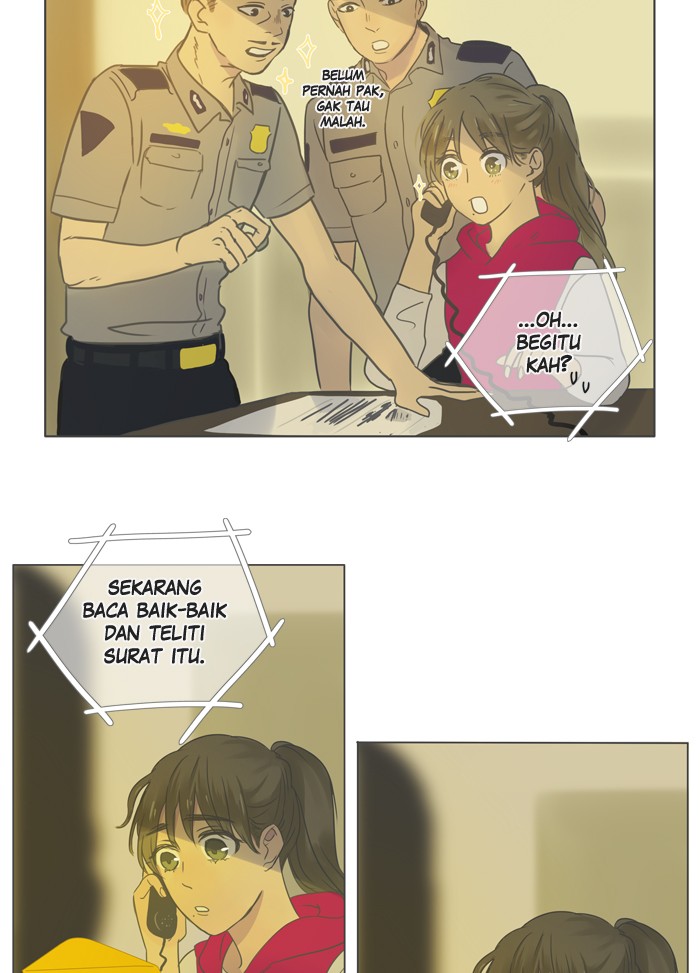 BELUM
PERNAH PAK,
GAK TAU
MALAH.
...OH...
BEGITU
KAH?
SEKARANG
BACA BAIK-BAIK
DAN TELITI
SURAT ITU.